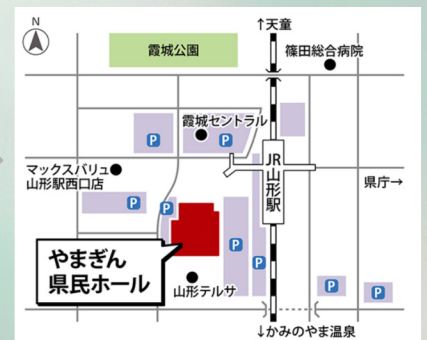 N
↑天童
霞城公園
篠田総合病院
霞城セントラル
P
P
マックスバリュ
山形駅西口店
JR山形駅
県庁→
P
P
P
やまぎん
県民ホール
山形テルサ
P
P
P
↓かみのやま温泉